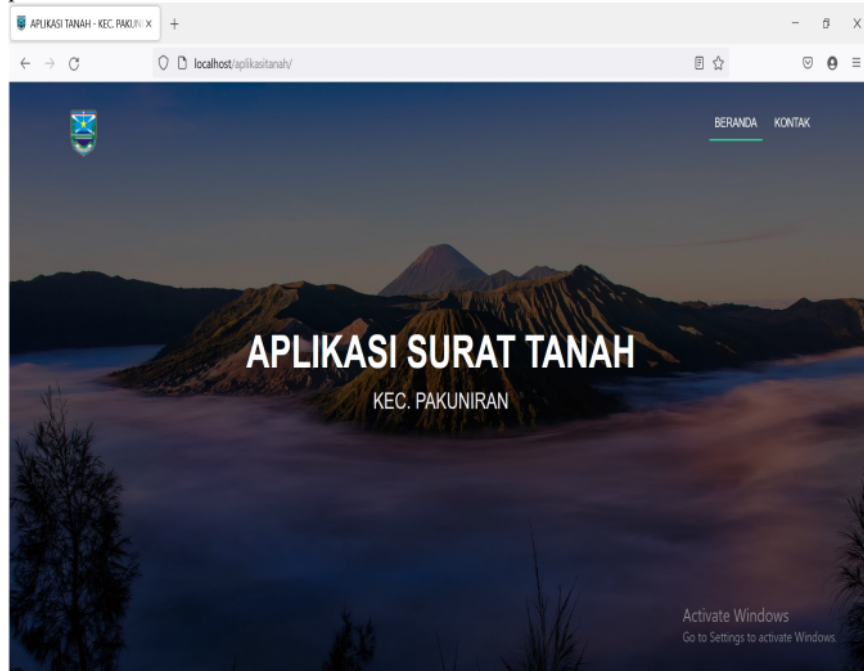 APLIKASI TANAH - KEC. PAKUNI
localhost/aplikasitanah/
BERANDA KONTAK
APLIKASI SURAT TANAH
KEC. PAKUNIRAN
Activate Windows
Go to Settings to activate Windows.